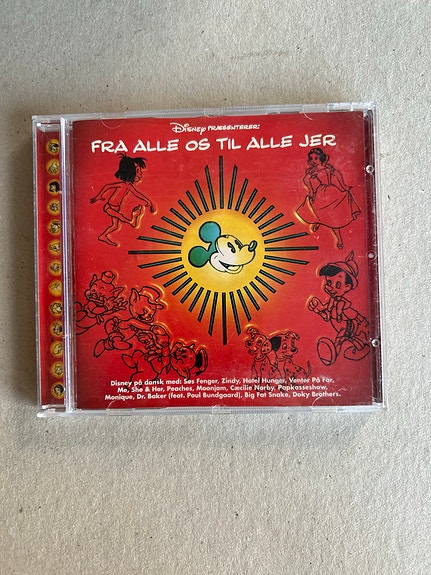 Disney PRÆSENTERER:
FRA ALLE OS TIL ALLE JER
Disney på dansk med: Søs Fenger, Zindy, Hotel Hunger, Venter På Far,
Me, She & Her, Peaches, Moonjam, Cæcilie Norby, Papkasseshow,
Monique, Dr. Baker (feat. Poul Bundgaard), Big Fat Snake, Doky Brothers.